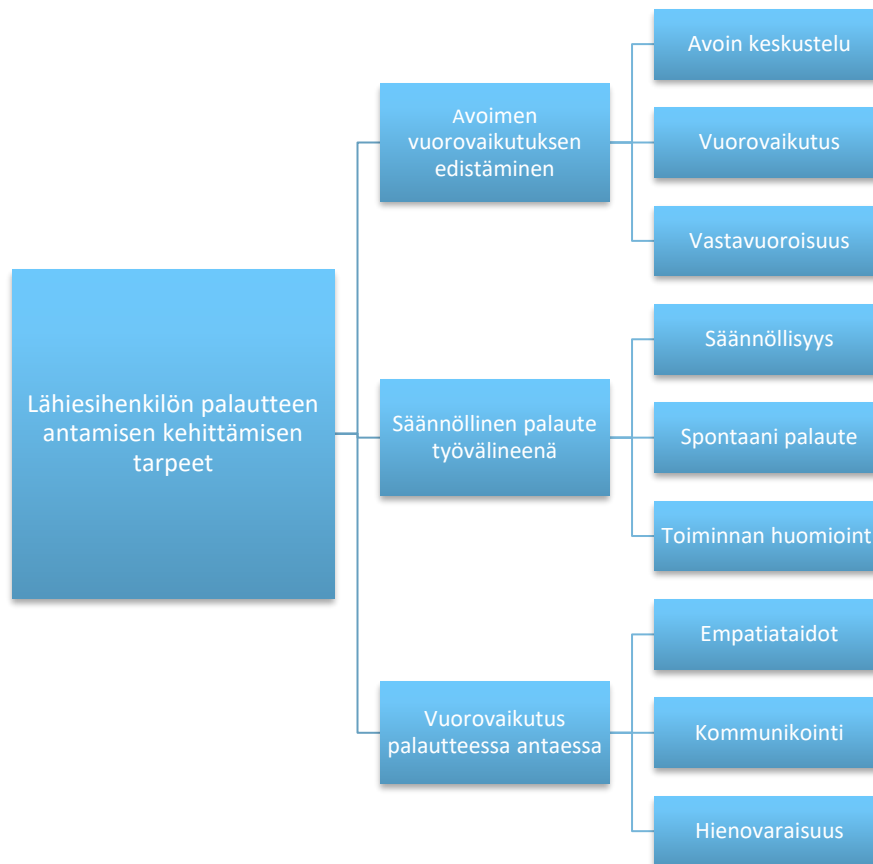 Lähiesihenkilön palautteen
antamisen kehittämisen
tarpeet
Avoimen
vuorovaikutuksen
edistäminen
Avoin keskustelu
Vuorovaikutus
Vastavuoroisuus
Säännöllinen palaute
työvälineenä
Säännöllisyys
Spontaani palaute
Toiminnan huomioint
Vuorovaikutus
palautteessa antaessa
Empatiataidot
Kommunikointi
Hienovaraisuus